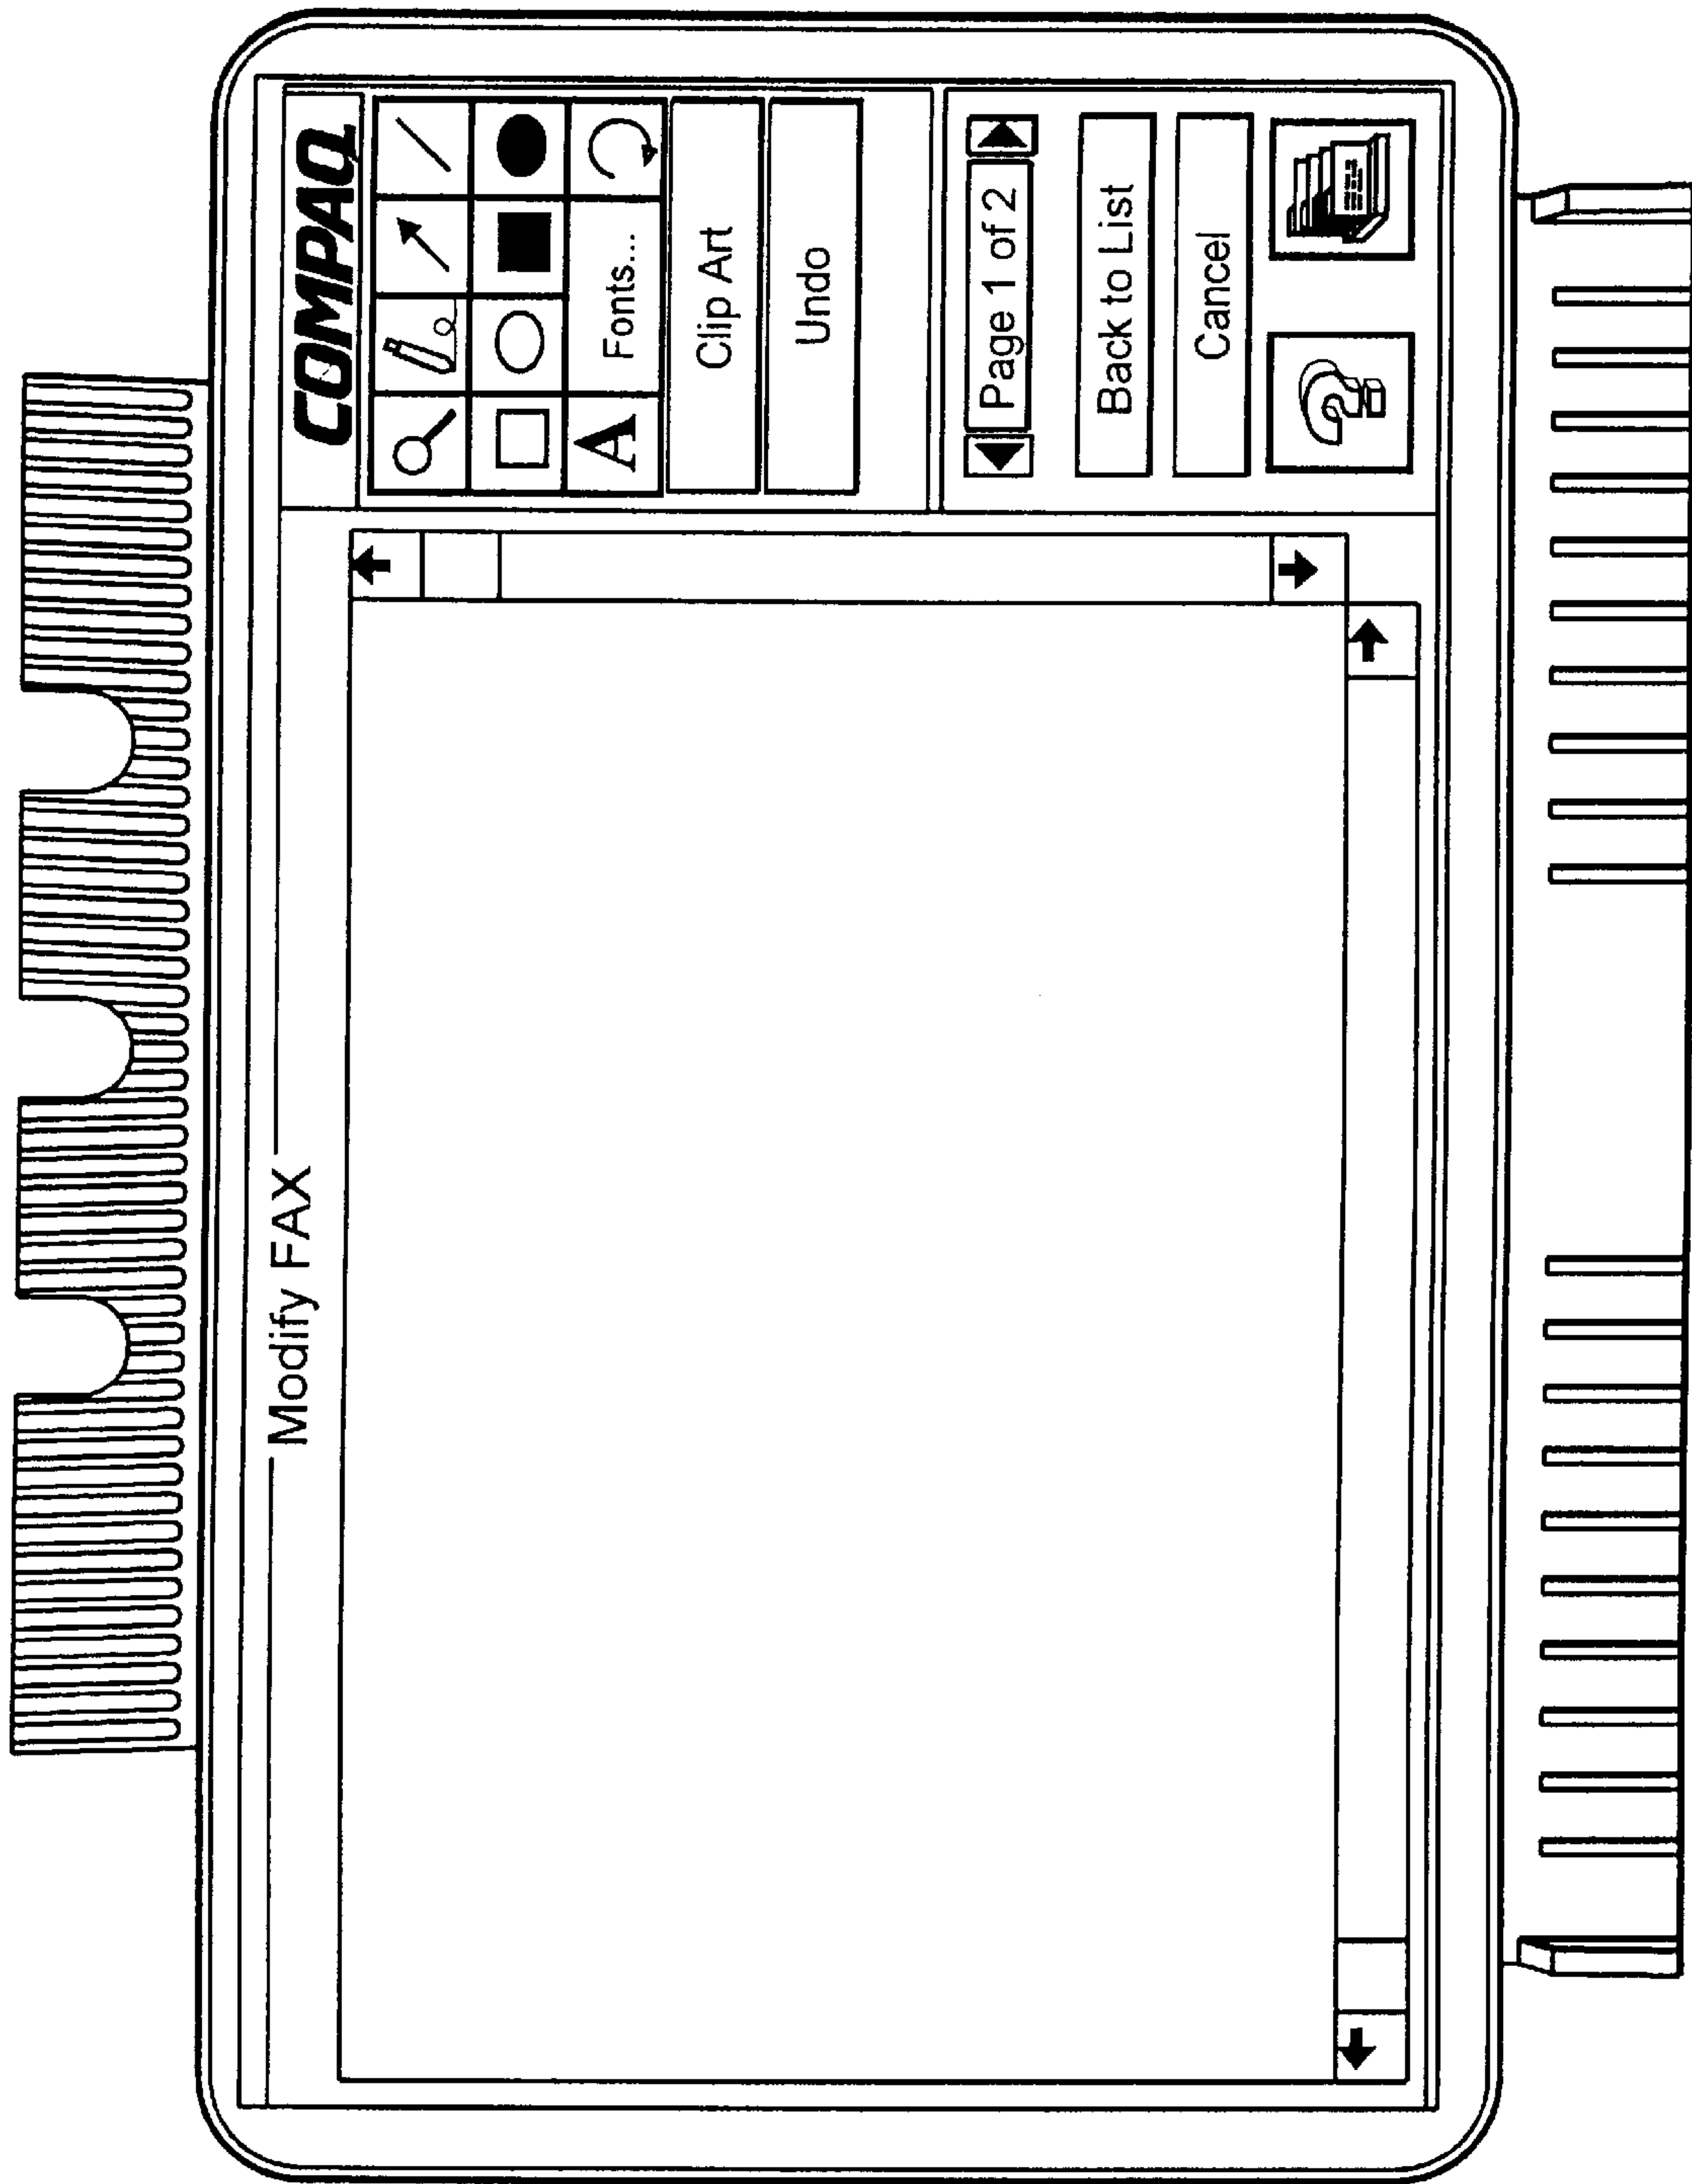 Modify FAX
COMPAQ
A
Fonts...
Clip Art
Undo
Page 1 of 2
Back to List
Cancel
?